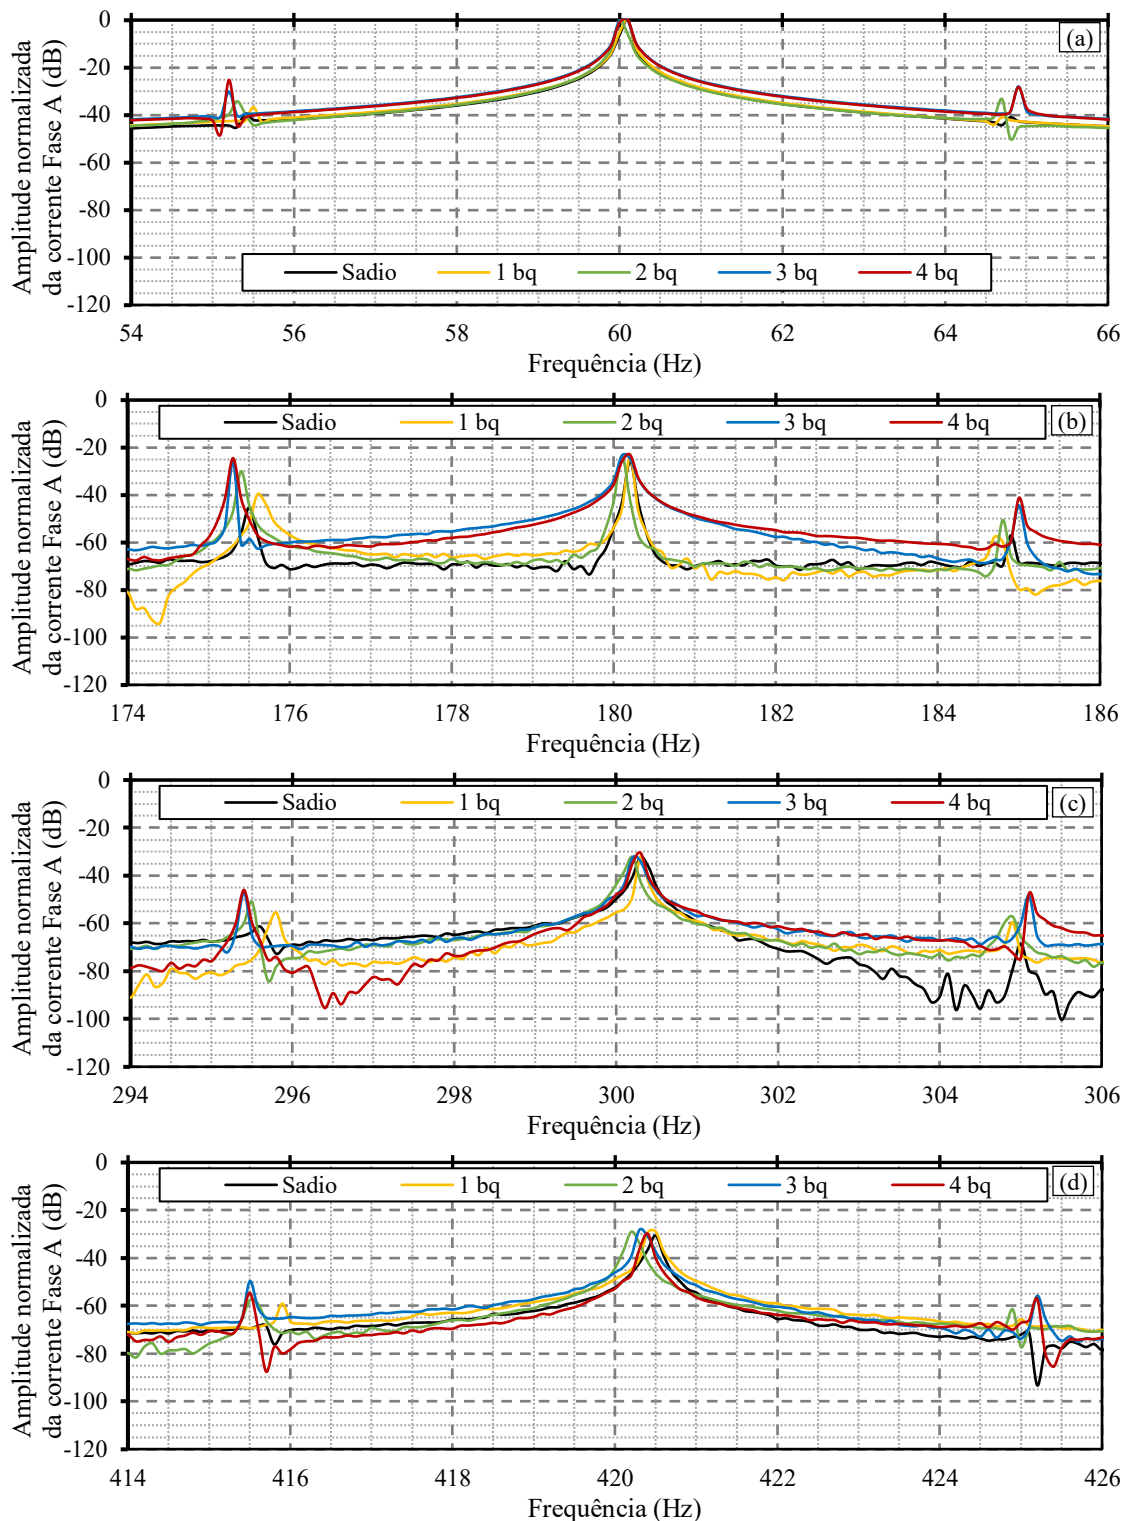 Amplitude normalizada
da corrente Fase A (dB)
0
-20
-40
-60
-80
-100
-120
(a)
Sadio 1 bq 2 bq 3 bq 4 bq
54 56 58 60 62 64 66
Frequência (Hz)
Amplitude normalizada
da corrente Fase A (dB)
0
-20
-40
-60
-80
-100
-120
Sadio 1 bq 2 bq 3 bq 4 bq
(b)
174 176 178 180 182 184 186
Frequência (Hz)
Amplitude normalizada
da corrente Fase A (dB)
0
-20
-40
-60
-80
-100
-120
Sadio 1 bq 2 bq 3 bq 4 bq
(c)
294 296 298 300 302 304 306
Frequência (Hz)
Amplitude normalizada
da corrente Fase A (dB)
0
-20
-40
-60
-80
-100
-120
Sadio 1 bq 2 bq 3 bq 4 bq
(d)
414 416 418 420 422 424 426
Frequência (Hz)